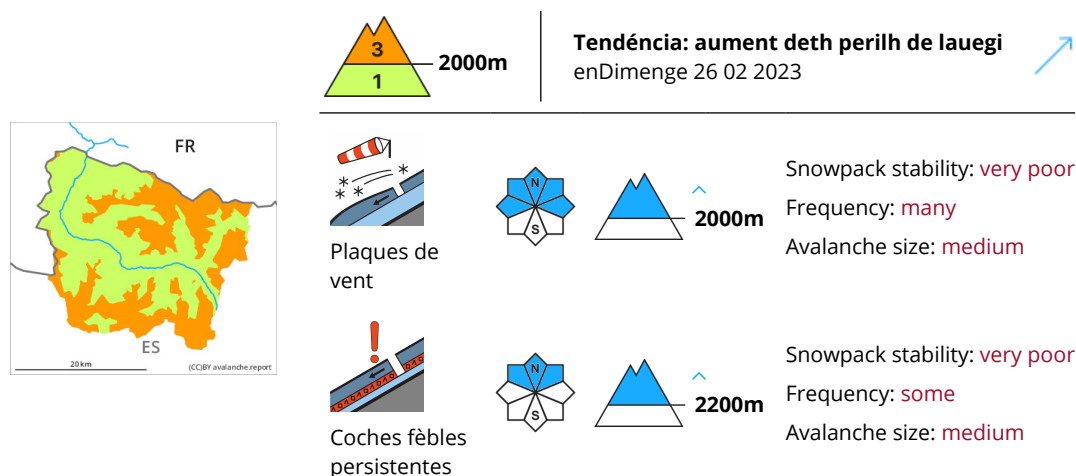 3
1
2000m
Tendéncia: aument deth perilh de lauegi
enDimenge 26 02 2023
FR
ES
20 km
(CC)BY avalanche.report
Plaques de
vent
N
S
2000m
Snowpack stability: very poor
Frequency: many
Avalanche size: medium
Coches fèbles
persistentes
N
S
2200m
Snowpack stability: very poor
Frequency: some
Avalanche size: medium